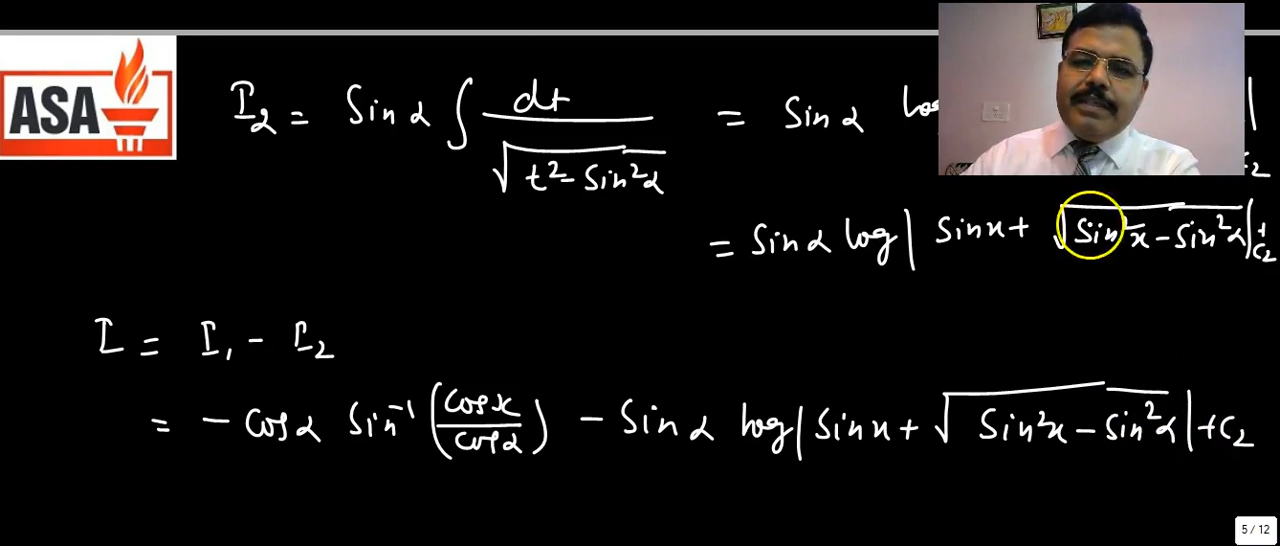 ASA
I₂ = Sin α ∫ dt / √(t² - Sin²α) = Sin α
= Sin α log | Sin x + √(Sin²x - Sin²α) | + C₂
I = I₁ - I₂
= - Cos α Sin⁻¹ (Cos x / Cos α) - Sin α log | Sin x + √(Sin²x - Sin²α) | + C₂
5 / 12